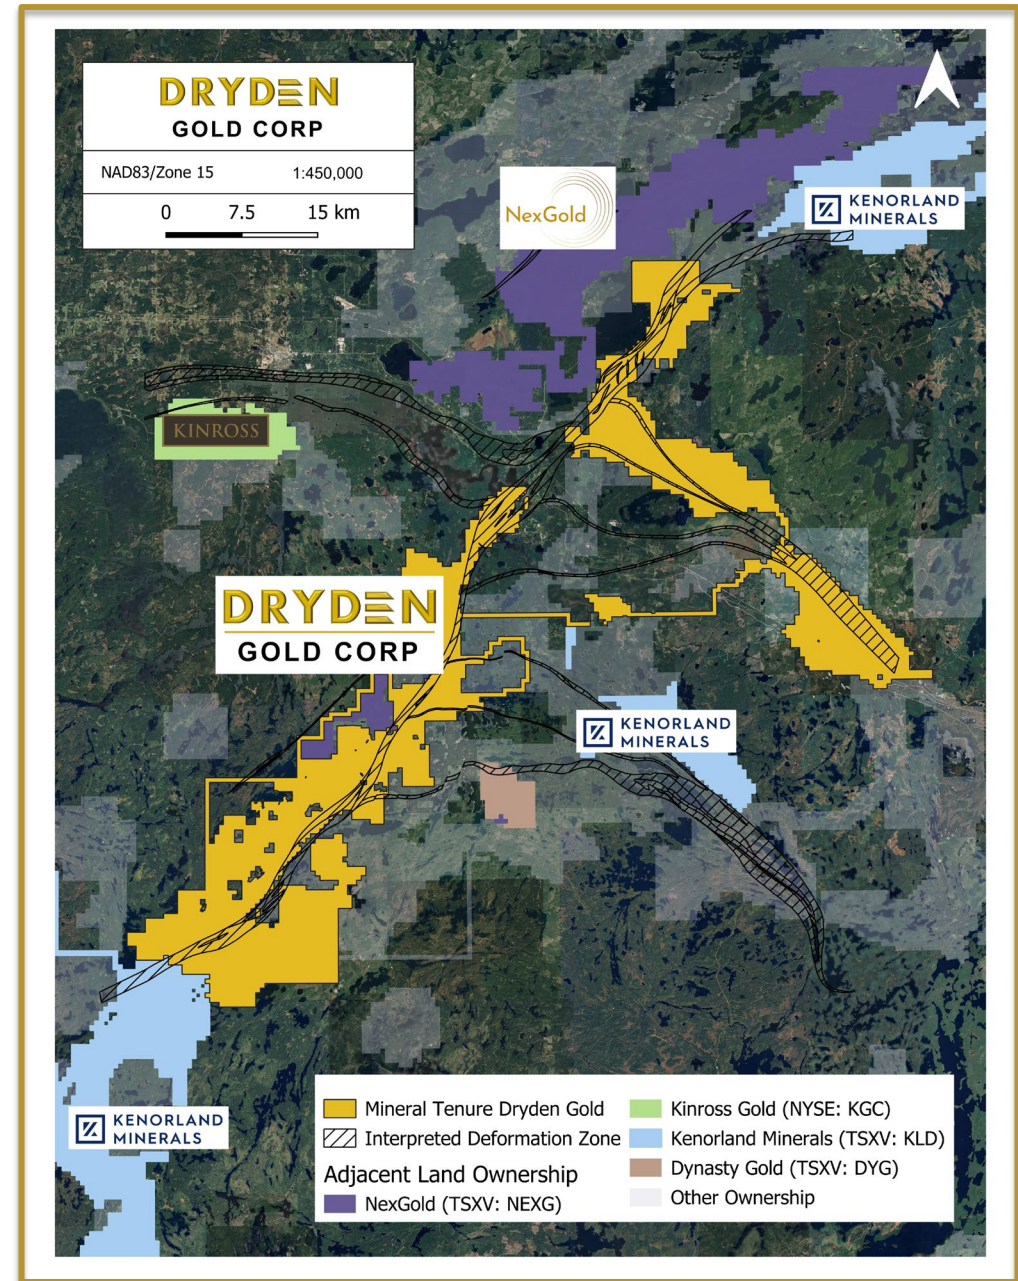 DRYDEN
GOLD CORP
NAD83/Zone 15 1:450,000
0 7.5 15 km
NexGold
KENORLAND
MINERALS
KINROSS
DRYDEN
GOLD CORP
KENORLAND
MINERALS
KENORLAND
MINERALS
Mineral Tenure Dryden Gold
Interpreted Deformation Zone
Adjacent Land Ownership
NexGold (TSXV: NEXG)
Kinross Gold (NYSE: KGC)
Kenorland Minerals (TSXV: KLD)
Dynasty Gold (TSXV: DYG)
Other Ownership